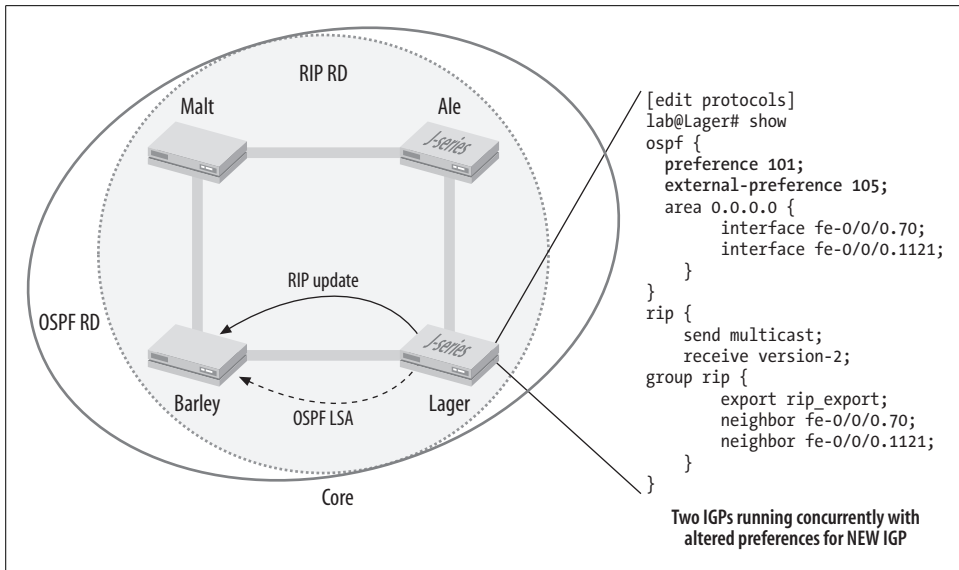 RIP RD
Malt
Ale
J-series
RIP update
OSPF RD
J-series
Barley
OSPF LSA
Lager
Core
[edit protocols]
lab@Lager# show
ospf {
preference 101;
external-preference 105;
area 0.0.0.0 {
interface fe-0/0/0.70;
interface fe-0/0/0.1121;
}
}
rip {
send multicast;
receive version-2;
group rip {
export rip_export;
neighbor fe-0/0/0.70;
neighbor fe-0/0/0.1121;
}
}
Two IGPs running concurrently with
altered preferences for NEW IGP